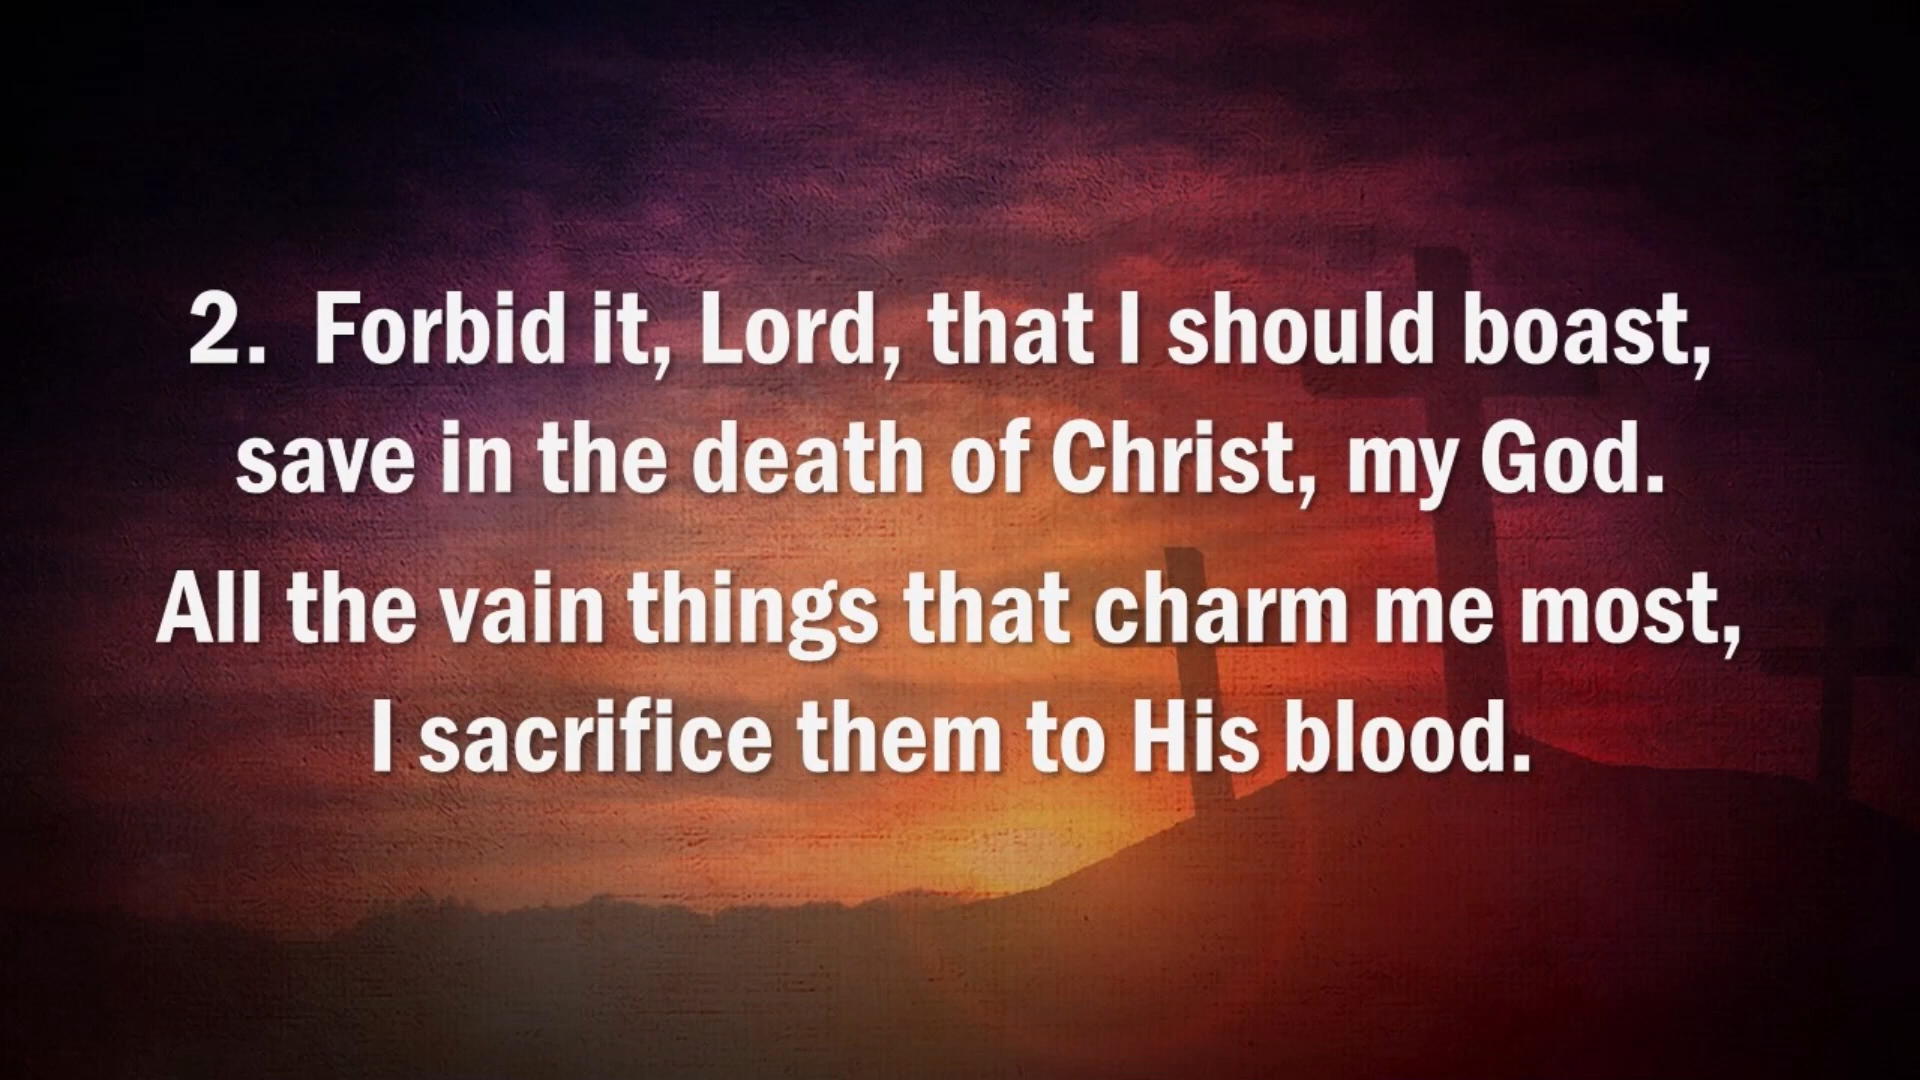 2. Forbid it, Lord, that I should boast,
save in the death of Christ, my God.
All the vain things that charm me most,
I sacrifice them to His blood.